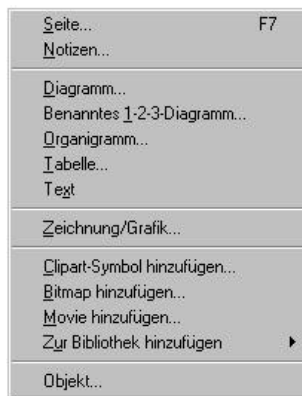 Seite... F7
Notizen...
Diagramm...
Benanntes 1-2-3-Diagramm...
Organigramm...
Tabelle...
Text
Zeichnung/Grafik...
Clipart-Symbol hinzufügen...
Bitmap hinzufügen...
Movie hinzufügen...
Zur Bibliothek hinzufügen
Objekt...